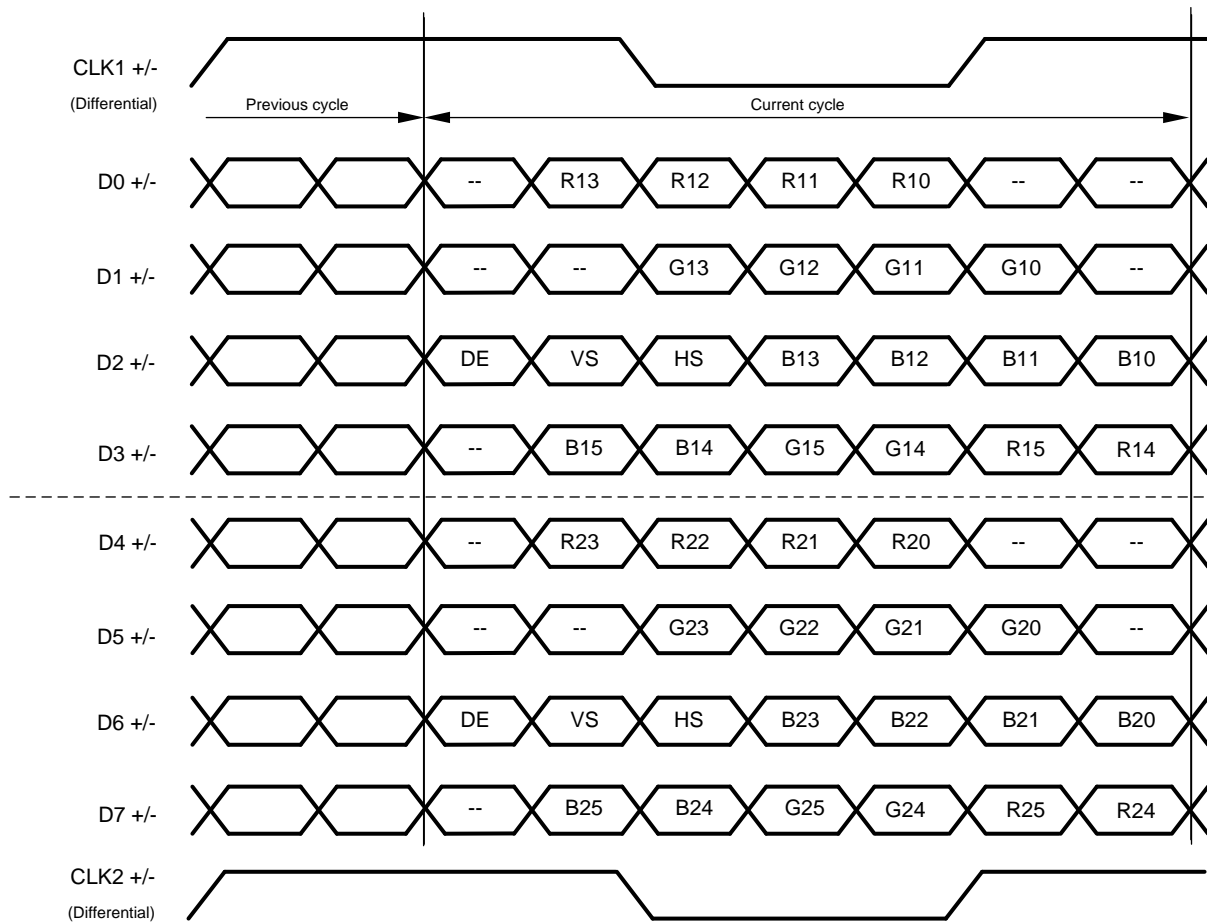 CLK1 +/-
(Differential)
Previous cycle Current cycle
D0 +/- -- R13 R12 R11 R10 -- --
D1 +/- -- -- G13 G12 G11 G10 --
D2 +/- DE VS HS B13 B12 B11 B10
D3 +/- -- B15 B14 G15 G14 R15 R14
D4 +/- -- R23 R22 R21 R20 -- --
D5 +/- -- -- G23 G22 G21 G20 --
D6 +/- DE VS HS B23 B22 B21 B20
D7 +/- -- B25 B24 G25 G24 R25 R24
CLK2 +/-
(Differential)